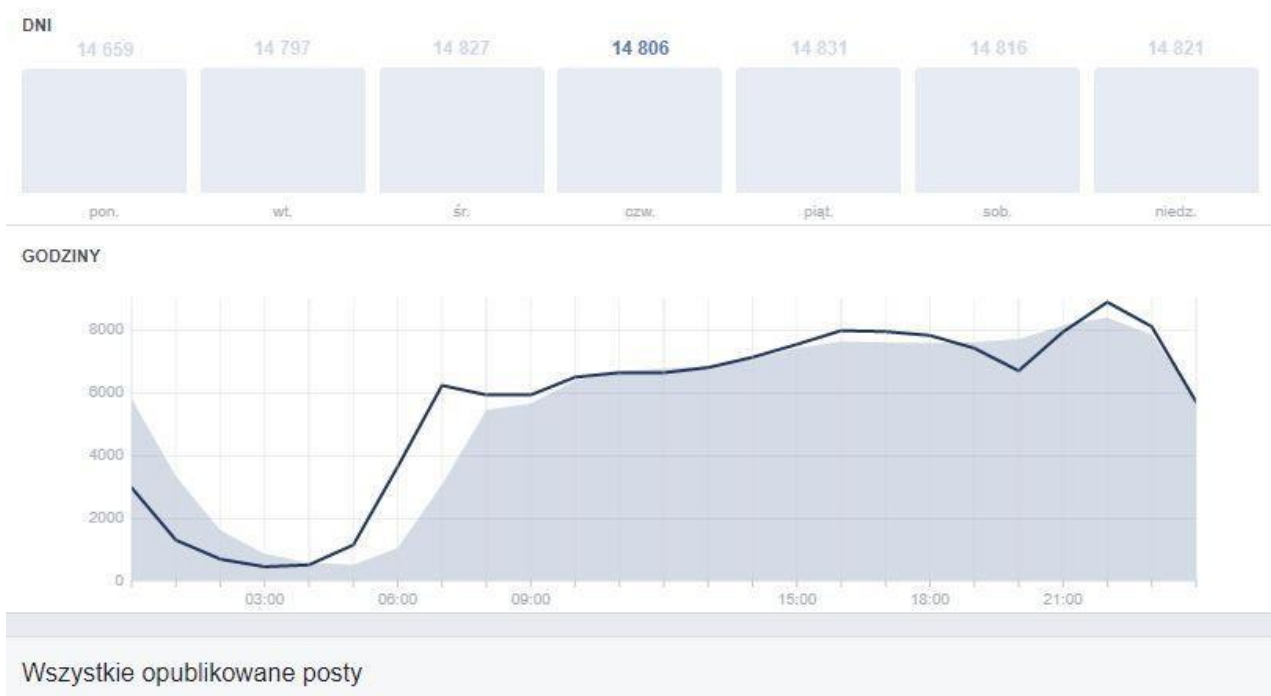 DNI
14 659 14 797 14 827 14 806 14 831 14 816 14 821
pon. wt. śr. czw. piąt. sob. niedz.
GODZINY
8000
6000
4000
2000
0
03:00 06:00 09:00 15:00 18:00 21:00
Wszystkie opublikowane posty